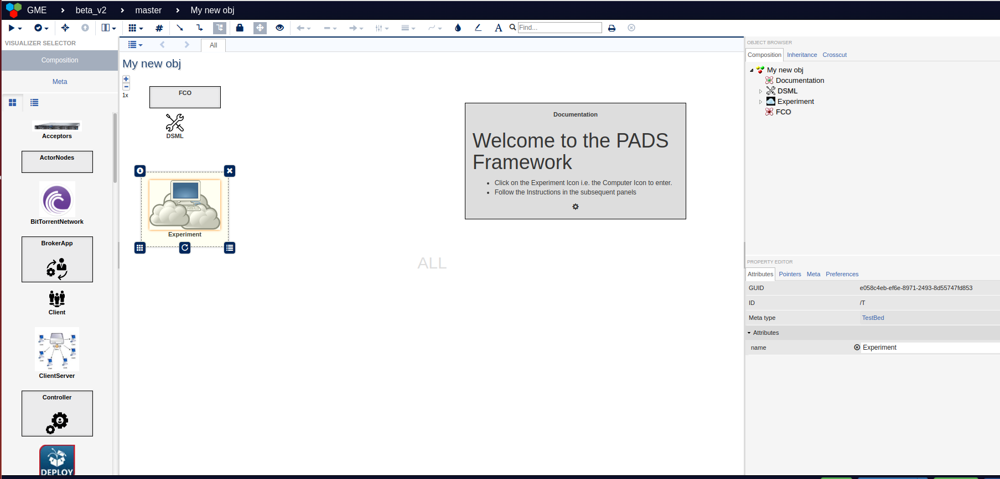 GME
beta_v2
master
My new obj
A
Find...
VISUALIZER SELECTOR
Composition
Meta
Acceptors
ActorNodes
BitTorrentNetwork
BrokerApp
Client
ClientServer
Controller
DEPLOY
All
My new obj
1x
FCO
DSML
Experiment
Documentation
Welcome to the PADS
Framework
Click on the Experiment Icon i.e. the Computer Icon to enter.
Follow the Instructions in the subsequent panels
ALL
OBJECT BROWSER
Composition
Inheritance
Crosscut
My new obj
Documentation
DSML
Experiment
FCO
PROPERTY EDITOR
Attributes
Pointers
Meta
Preferences
GUID
e058c4eb-ef6e-8971-2493-8d55747fd853
ID
/T
Meta type
TestBed
Attributes
name
Experiment